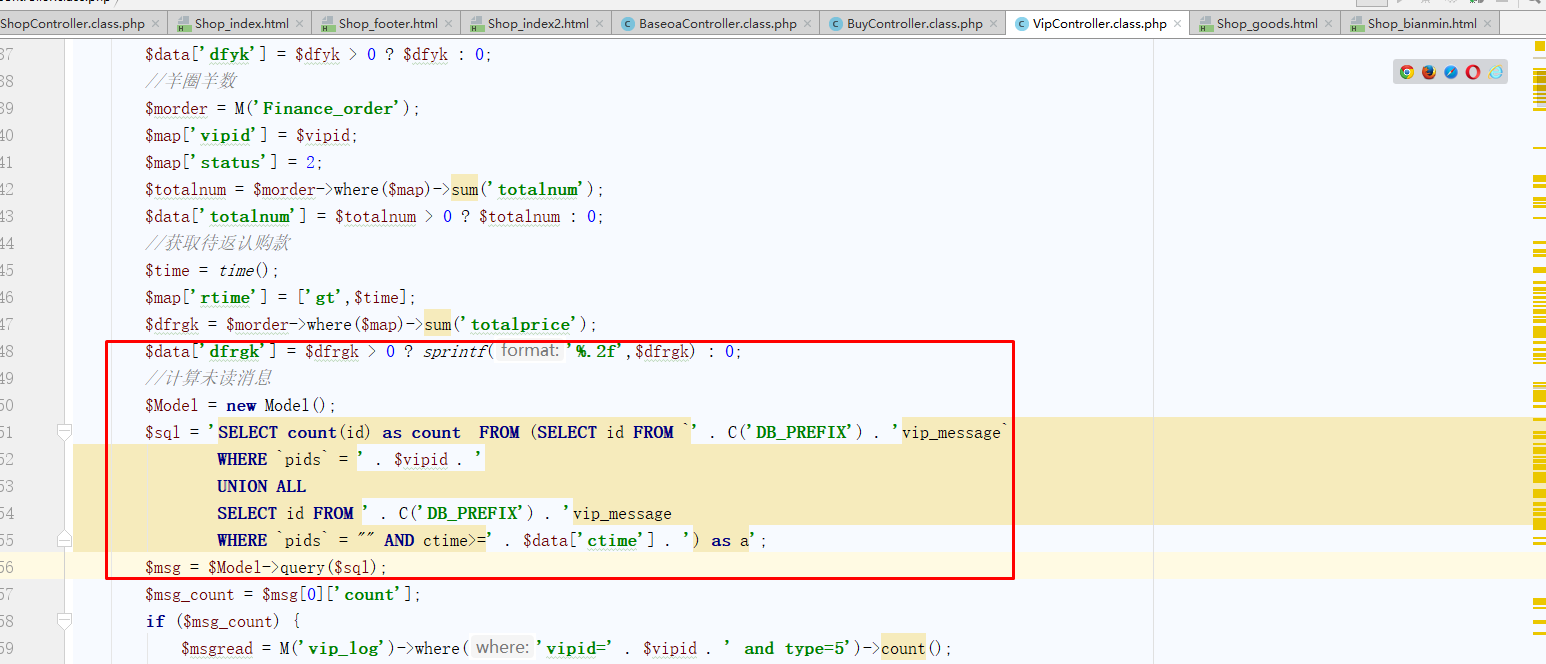 ShopController.class.php × Shop_index.html × Shop_footer.html × Shop_index2.html × BaseoaController.class.php × BuyController.class.php × VipController.class.php × Shop_goods.html × Shop_bianmin.html ×
37 $data['dfyk'] = $dfyk > 0 ? $dfyk : 0;
38 //羊圈羊数
39 $morder = M('Finance_order');
40 $map['vipid'] = $vipid;
41 $map['status'] = 2;
42 $totalnum = $morder->where($map)->sum('totalnum');
43 $data['totalnum'] = $totalnum > 0 ? $totalnum : 0;
44 //获取待返认购款
45 $time = time();
46 $map['rtime'] = ['gt',$time];
47 $dfrgk = $morder->where($map)->sum('totalprice');
48 $data['dfrgk'] = $dfrgk > 0 ? sprintf( format: '%.2f',$dfrgk) : 0;
49 //计算未读消息
50 $Model = new Model();
51 $sql = 'SELECT count(id) as count  FROM (SELECT id FROM `' . C('DB_PREFIX') . 'vip_message`
52 WHERE `pids` = ' . $vipid . '
53 UNION ALL
54 SELECT id FROM ' . C('DB_PREFIX') . 'vip_message
55 WHERE `pids` = "" AND ctime>=' . $data['ctime'] . ') as a';
56 $msg = $Model->query($sql);
57 $msg_count = $msg[0]['count'];
58 if ($msg_count) {
59 $msgread = M('vip_log')->where( where: 'vipid=' . $vipid . ' and type=5')->count();